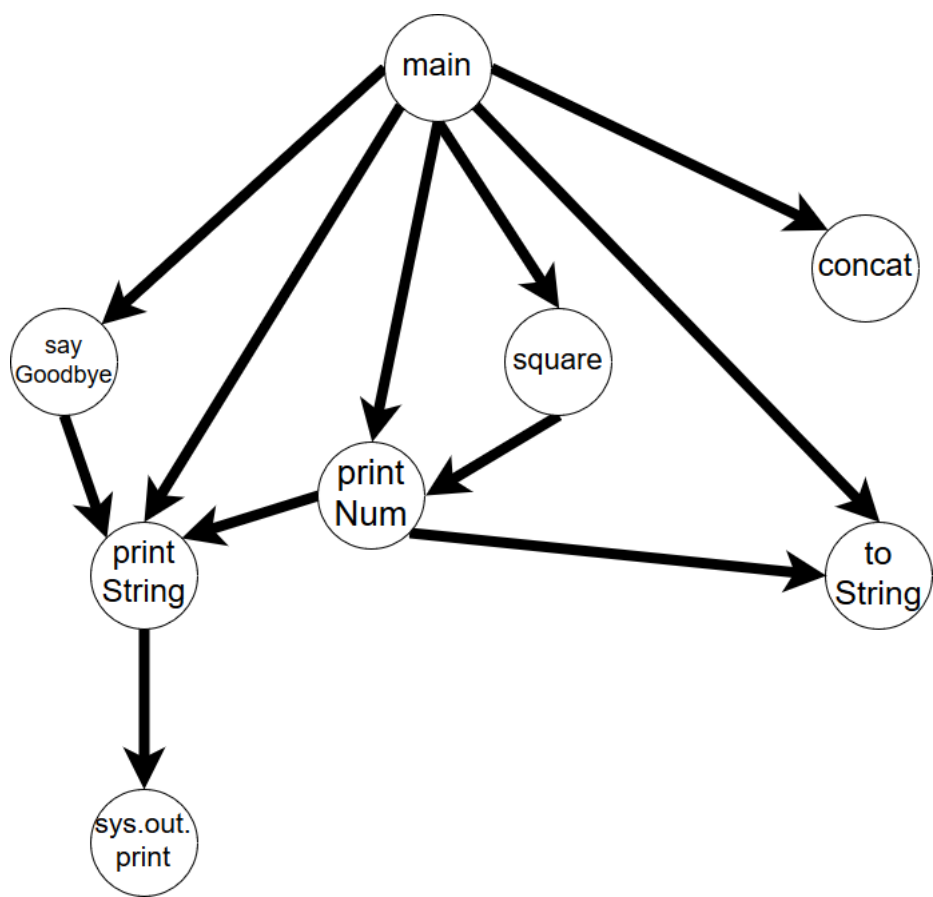 main
concat
say
Goodbye
square
print
Num
print
String
to
String
sys.out.
print